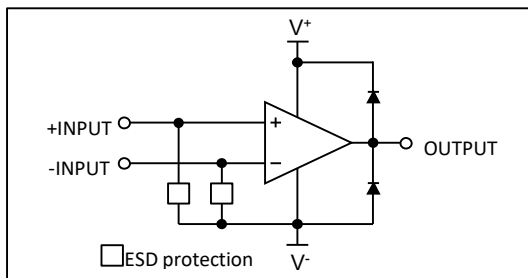 V+
+INPUT
+
-INPUT
−
OUTPUT
ESD protection
V-